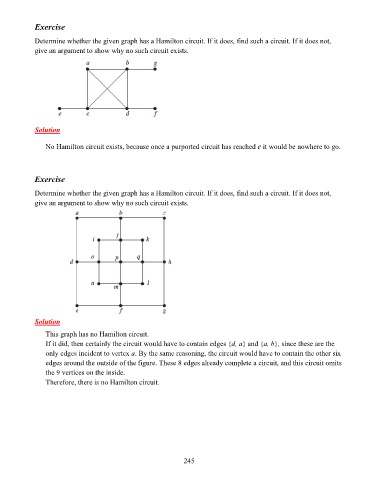 Exercise
Determine whether the given graph has a Hamilton circuit. If it does, find such a circuit. If it does not,
give an argument to show why no such circuit exists.
a b g
e c d f
Solution
No Hamilton circuit exists, because once a purported circuit has reached e it would be nowhere to go.
Exercise
Determine whether the given graph has a Hamilton circuit. If it does, find such a circuit. If it does not,
give an argument to show why no such circuit exists.
a b c
i j k
d o p q h
n m l
e f g
Solution
This graph has no Hamilton circuit.
If it did, then certainly the circuit would have to contain edges {d, a} and {a, b}, since these are the
only edges incident to vertex a. By the same reasoning, the circuit would have to contain the other six
edges around the outside of the figure. These 8 edges already complete a circuit, and this circuit omits
the 9 vertices on the inside.
Therefore, there is no Hamilton circuit.
245